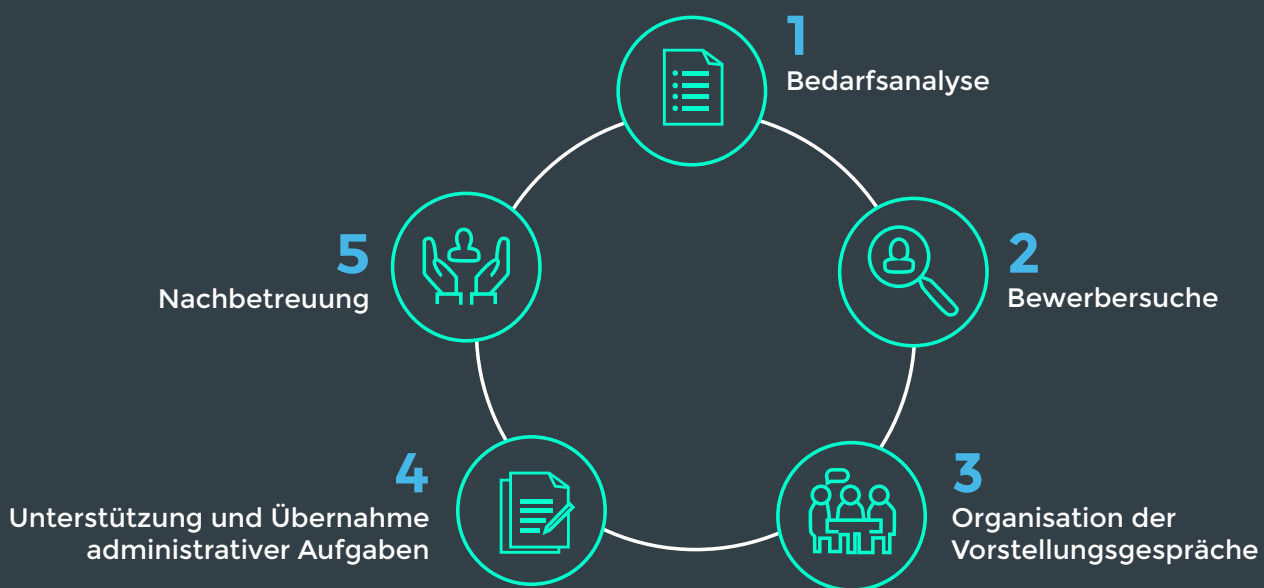 1
Bedarfsanalyse
2
Bewerbersuche
3
Organisation der
Vorstellungsgespräche
4
Unterstützung und Übernahme
administrativer Aufgaben
5
Nachbetreuung